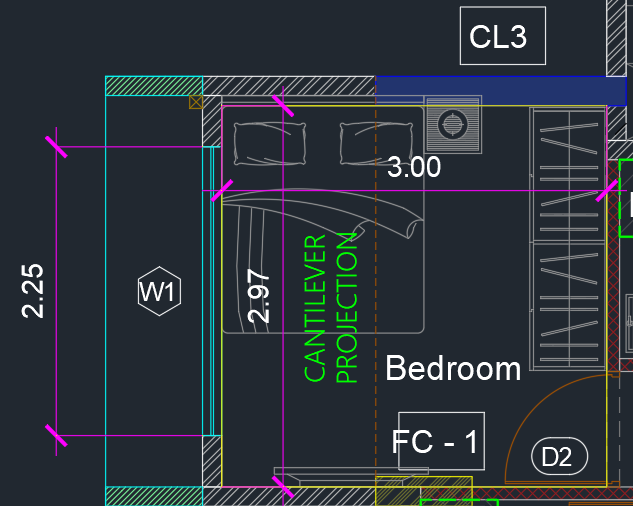 CL3
3.00
2.25
W1
2.97
CANTILEVER
PROJECTION
Bedroom
FC - 1
D2